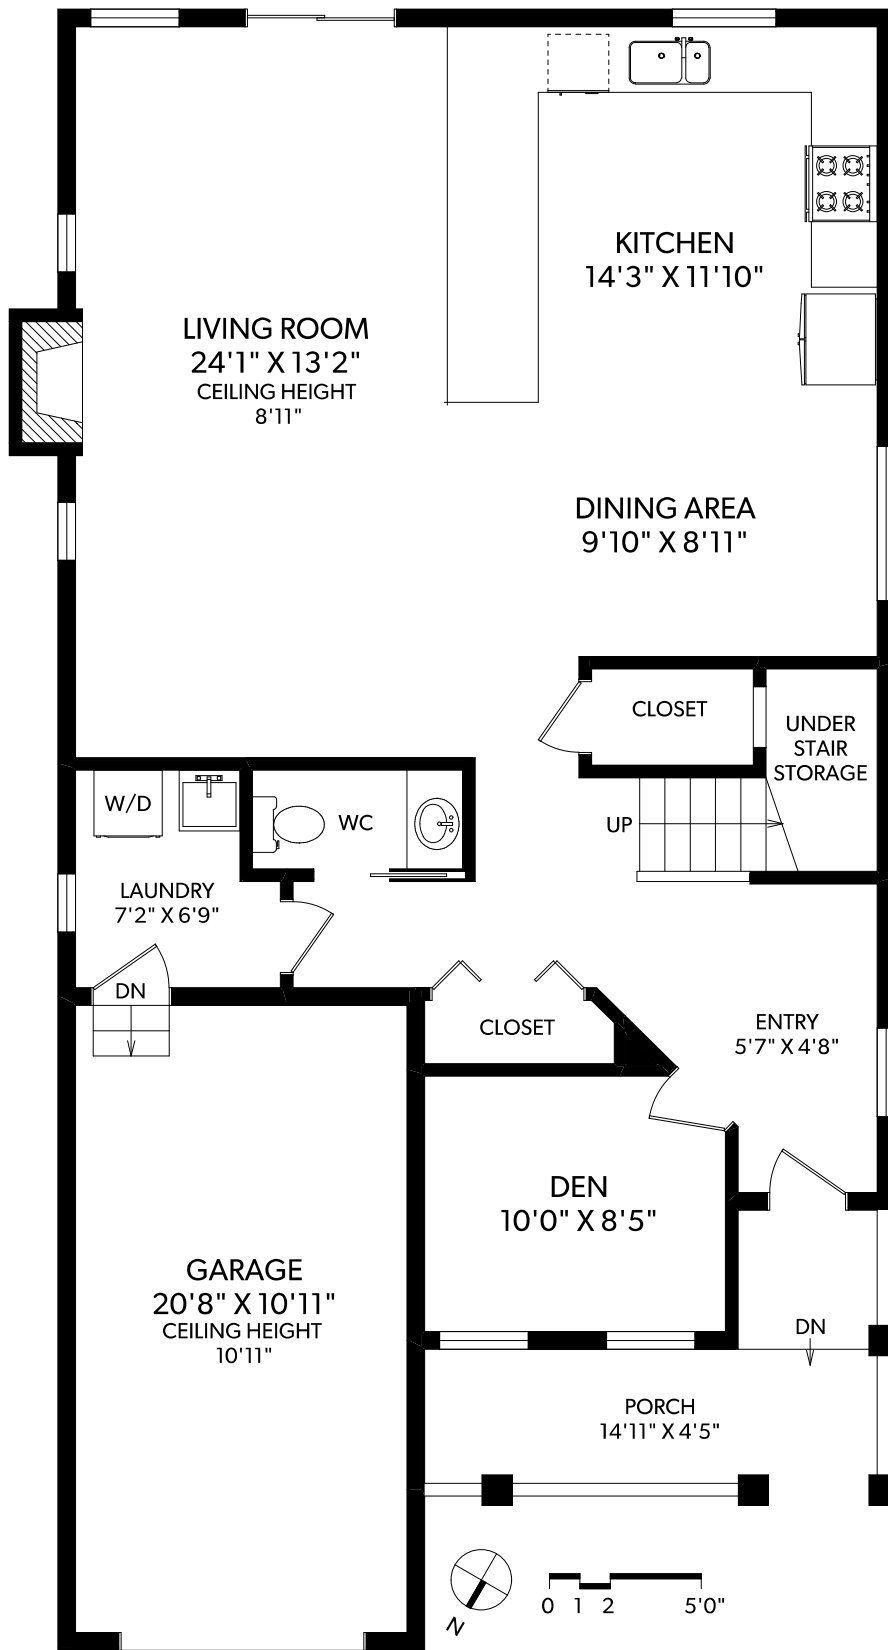 KITCHEN
14'3" X 11'10"
LIVING ROOM
24'1" X 13'2"
CEILING HEIGHT
8'11"
DINING AREA
9'10" X 8'11"
CLOSET
UNDER
STAIR
STORAGE
W/D
WC
UP
LAUNDRY
7'2" X 6'9"
DN
CLOSET
ENTRY
5'7" X 4'8"
DEN
10'0" X 8'5"
GARAGE
20'8" X 10'11"
CEILING HEIGHT
10'11"
DN
PORCH
14'11" X 4'5"
N
0 1 2 5'0"